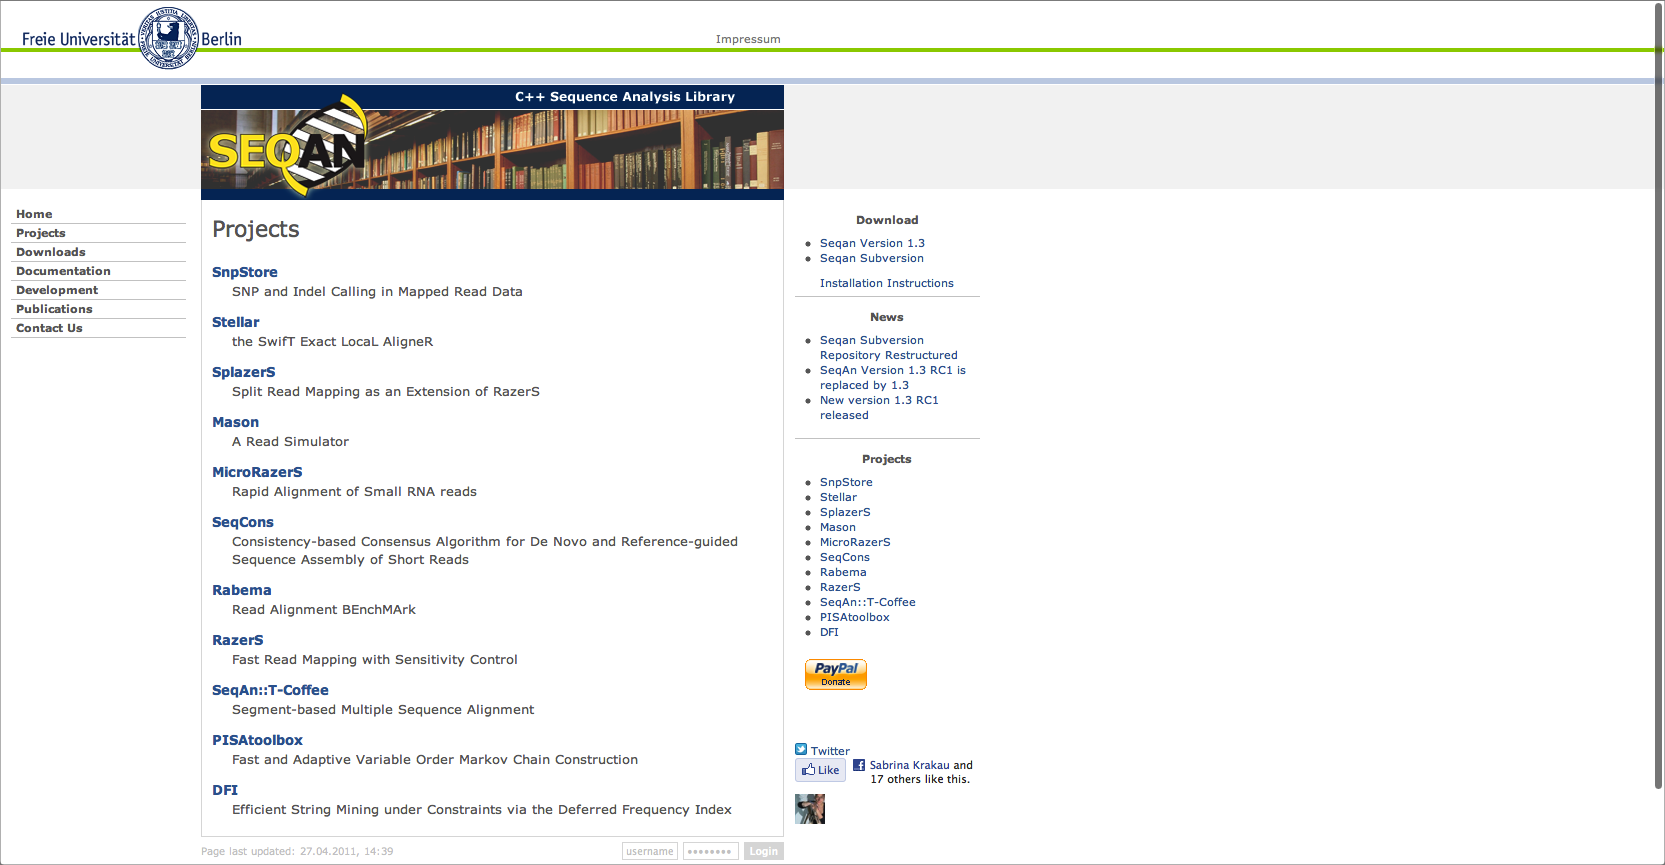 Freie Universität Berlin
Impressum
C++ Sequence Analysis Library
SEQAN
Home
Projects
Downloads
Documentation
Development
Publications
Contact Us
Projects
SnpStore
SNP and Indel Calling in Mapped Read Data
Stellar
the SwifT Exact LocaL AligneR
SplazerS
Split Read Mapping as an Extension of RazerS
Mason
A Read Simulator
MicroRazerS
Rapid Alignment of Small RNA reads
SeqCons
Consistency-based Consensus Algorithm for De Novo and Reference-guided
Sequence Assembly of Short Reads
Rabema
Read Alignment BEnchMArk
RazerS
Fast Read Mapping with Sensitivity Control
SeqAn::T-Coffee
Segment-based Multiple Sequence Alignment
PISAtoolbox
Fast and Adaptive Variable Order Markov Chain Construction
DFI
Efficient String Mining under Constraints via the Deferred Frequency Index
Download
Seqan Version 1.3
Seqan Subversion
Installation Instructions
News
Seqan Subversion
Repository Restructured
SeqAn Version 1.3 RC1 is
replaced by 1.3
New version 1.3 RC1
released
Projects
SnpStore
Stellar
SplazerS
Mason
MicroRazerS
SeqCons
Rabema
RazerS
SeqAn::T-Coffee
PISAtoolbox
DFI
PayPal
Donate
Twitter
Like
Sabrina Krakau and
17 others like this.
Page last updated: 27.04.2011, 14:39
username
••••••••
Login